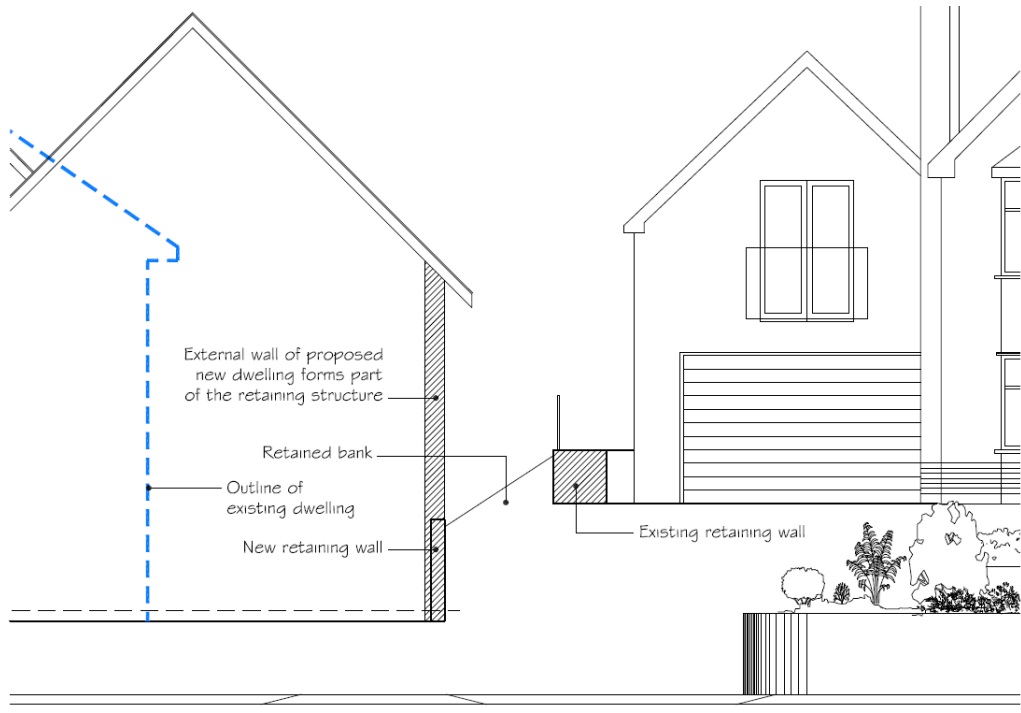 External wall of proposed
new dwelling forms part
of the retaining structure
Retained bank
Outline of
existing dwelling
New retaining wall
Existing retaining wall